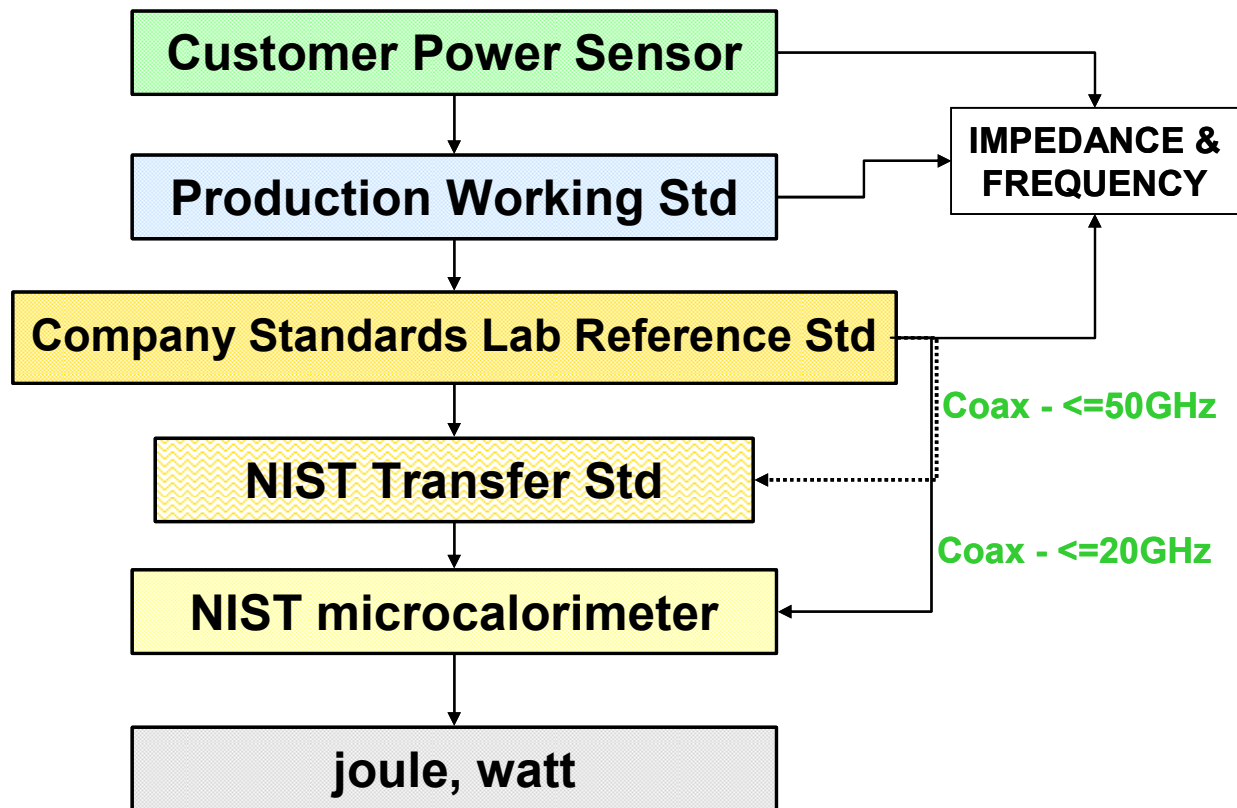 Customer Power Sensor
IMPEDANCE &
FREQUENCY
Production Working Std
Company Standards Lab Reference Std
Coax - <=50GHz
NIST Transfer Std
Coax - <=20GHz
NIST microcalorimeter
joule, watt